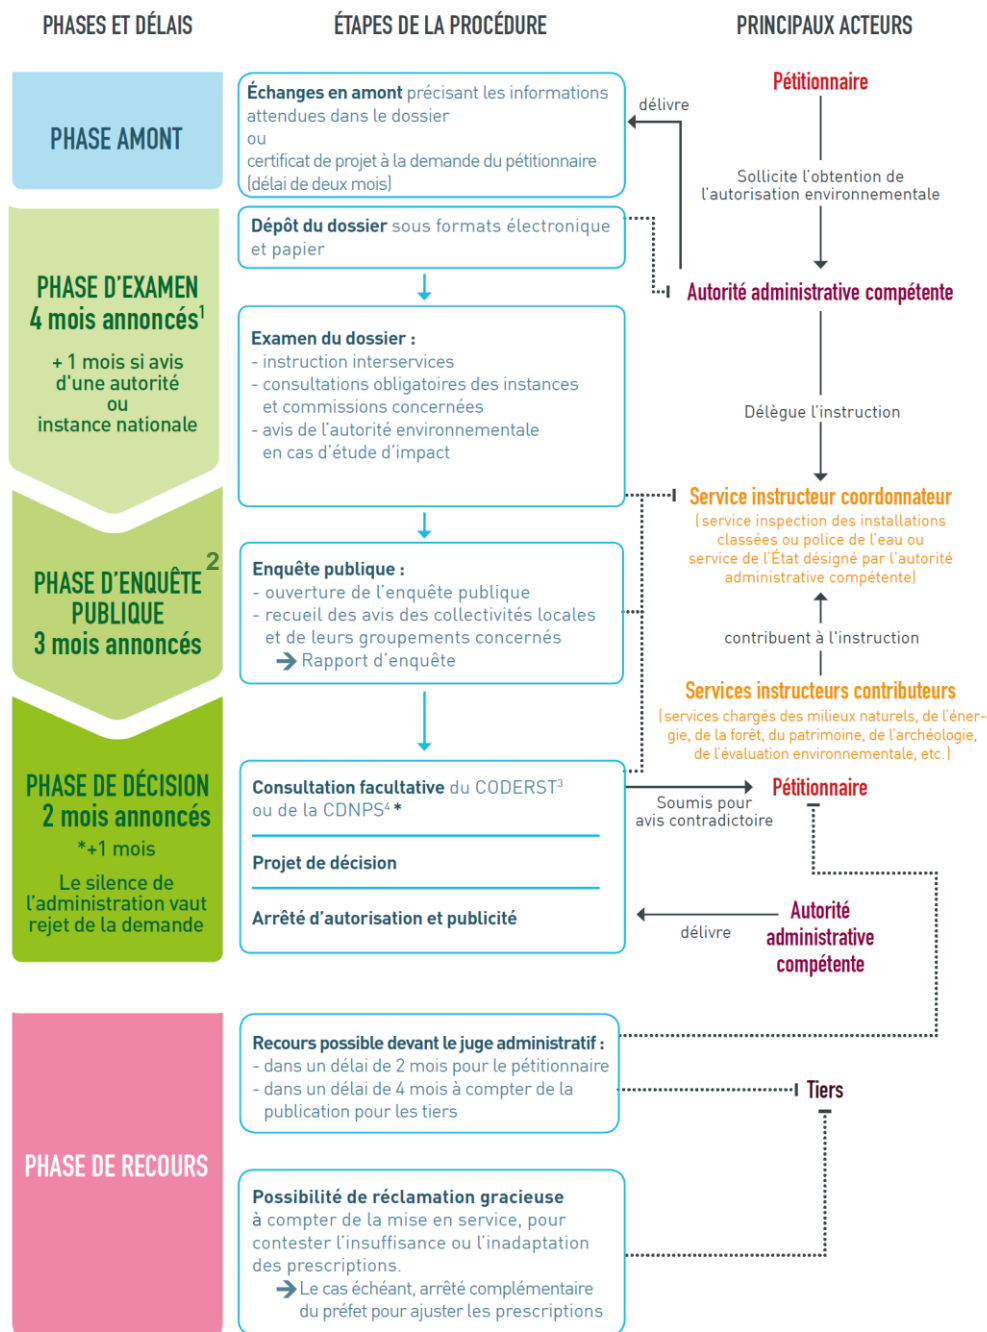 PHASES ET DÉLAIS
ÉTAPES DE LA PROCÉDURE
PRINCIPAUX ACTEURS
PHASE AMONT
Échanges en amont précisant les informations
attendues dans le dossier
ou
certificat de projet à la demande du pétitionnaire
(délai de deux mois)
délivre
Pétitionnaire
Sollicite l'obtention de
l'autorisation environnementale
Dépôt du dossier sous formats électronique
et papier
Autorité administrative compétente
PHASE D'EXAMEN
4 mois annoncés¹
+ 1 mois si avis
d'une autorité
ou
instance nationale
Examen du dossier :
- instruction interservices
- consultations obligatoires des instances
et commissions concernées
- avis de l'autorité environnementale
en cas d'étude d'impact
Délègue l'instruction
Service instructeur coordonnateur
(service inspection des installations
classées ou police de l'eau ou
service de l'État désigné par l'autorité
administrative compétente)
PHASE D'ENQUÊTE 2
PUBLIQUE
3 mois annoncés
Enquête publique :
- ouverture de l'enquête publique
- recueil des avis des collectivités locales
et de leurs groupements concernés
➔ Rapport d'enquête
contribuent à l'instruction
Services instructeurs contributeurs
(services chargés des milieux naturels, de l'éner-
gie, de la forêt, du patrimoine, de l'archéologie,
de l'évaluation environnementale, etc.)
PHASE DE DÉCISION
2 mois annoncés
*+1 mois
Le silence de
l'administration vaut
rejet de la demande
Consultation facultative du CODERST³
ou de la CDNPS⁴ *
Projet de décision
Arrêté d'autorisation et publicité
Pétitionnaire
Soumis pour
avis contradictoire
délivre
Autorité
administrative
compétente
PHASE DE RECOURS
Recours possible devant le juge administratif :
- dans un délai de 2 mois pour le pétitionnaire
- dans un délai de 4 mois à compter de la
publication pour les tiers
Tiers
Possibilité de réclamation gracieuse
à compter de la mise en service, pour
contester l'insuffisance ou l'inadaptation
des prescriptions.
➔ Le cas échéant, arrêté complémentaire
du préfet pour ajuster les prescriptions